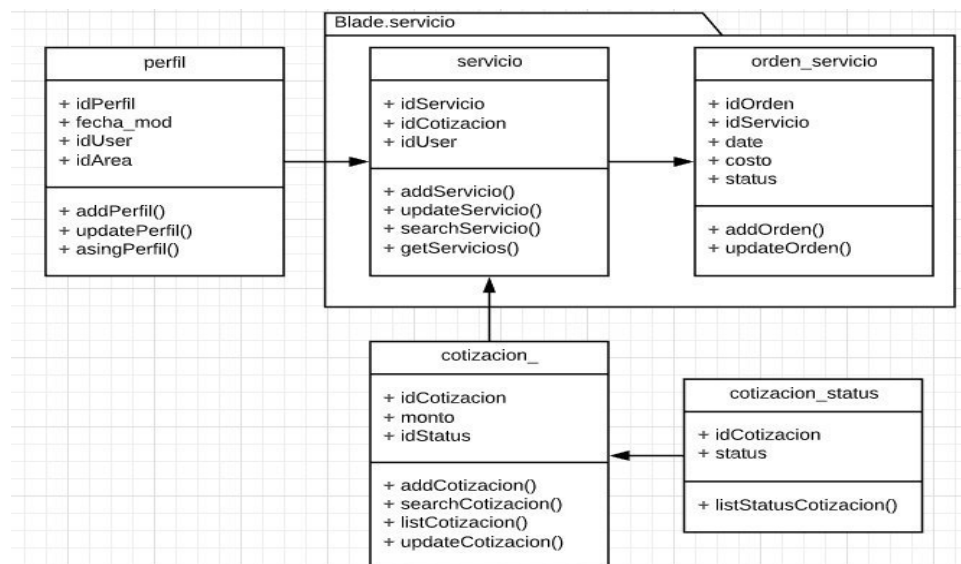 Blade.servicio
perfil
+ idPerfil
+ fecha_mod
+ idUser
+ idArea
+ addPerfil()
+ updatePerfil()
+ asingPerfil()
servicio
+ idServicio
+ idCotizacion
+ idUser
+ addServicio()
+ updateServicio()
+ searchServicio()
+ getServicios()
orden_servicio
+ idOrden
+ idServicio
+ date
+ costo
+ status
+ addOrden()
+ updateOrden()
cotizacion_
+ idCotizacion
+ monto
+ idStatus
+ addCotizacion()
+ searchCotizacion()
+ listCotizacion()
+ updateCotizacion()
cotizacion_status
+ idCotizacion
+ status
+ listStatusCotizacion()